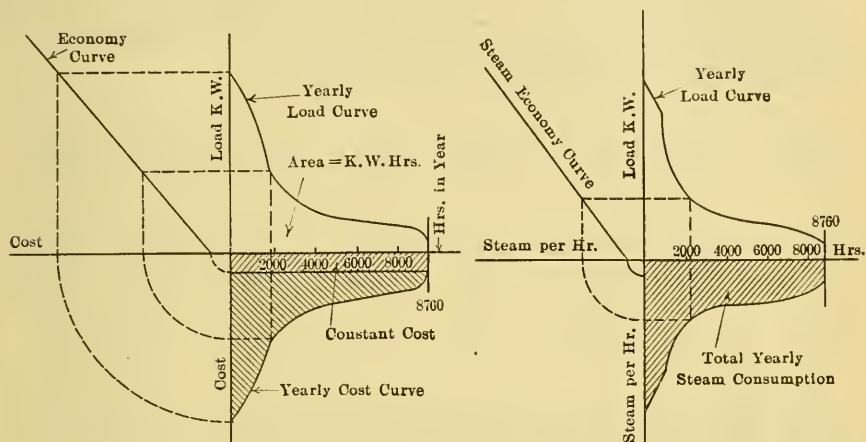 Economy
Curve
Load K.W.
Yearly
Load Curve
Area = K.W. Hrs.
Hrs. in Year
Cost
2000 4000 6000 8000
8760
Coustant Cost
Cost
Yearly Cost Curve
Steam Economy Curve
Load K.W.
Yearly
Load Curve
8760
Steam per Hr.
2000 4000 6000 8000 Hrs.
Total Yearly
Steam Consumption
Steam per Hr.